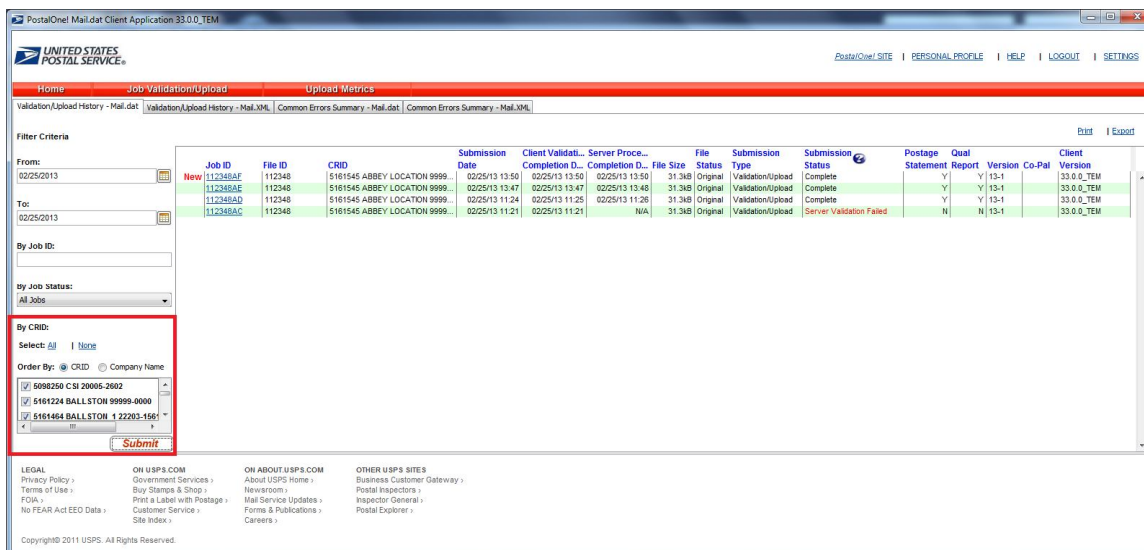 PostalOne! Mail.dat Client Application 33.0.0_TEM
UNITED STATES
POSTAL SERVICE®
PostalOne! SITE | PERSONAL PROFILE | HELP | LOGOUT | SETTINGS
Home Job Validation/Upload Upload Metrics
Validation/Upload History - Mail.dat Validation/Upload History - Mail.XML Common Errors Summary - Mail.dat Common Errors Summary - Mail.XML
Print | Export
Filter Criteria
From:
02/25/2013
To:
02/25/2013
By Job ID:
By Job Status:
All Jobs
By CRID:
Select: All | None
Order By: CRID Company Name
5098250 CSI 20005-2602
5161224 BALLSTON 99999-0000
5161464 BALLSTON 1 22203-156
Submit
Submission Client Validati... Server Proce... File Submission Submission Postage Qual Client
Job ID File ID CRID Date Completion D... Completion D... File Size Status Type Status Statement Report Version Co-Pal Version
New 112348AF 112348 5161545 ABBEY LOCATION 9999... 02/25/13 13:50 02/25/13 13:50 02/25/13 13:50 31.3kB Original Validation/Upload Complete Y Y 13-1 33.0.0_TEM
112348AE 112348 5161545 ABBEY LOCATION 9999... 02/25/13 13:47 02/25/13 13:47 02/25/13 13:48 31.3kB Original Validation/Upload Complete Y Y 13-1 33.0.0_TEM
112348AD 112348 5161545 ABBEY LOCATION 9999... 02/25/13 11:24 02/25/13 11:25 02/25/13 11:26 31.3kB Original Validation/Upload Complete Y Y 13-1 33.0.0_TEM
112348AC 112348 5161545 ABBEY LOCATION 9999... 02/25/13 11:21 02/25/13 11:21 N/A 31.3kB Original Validation/Upload Server Validation Failed N N 13-1 33.0.0_TEM
LEGAL
Privacy Policy ›
Terms of Use ›
FOIA ›
No FEAR Act EEO Data ›
ON USPS.COM
Government Services ›
Buy Stamps & Shop ›
Print a Label with Postage ›
Customer Service ›
Site Index ›
ON ABOUT.USPS.COM
About USPS Home ›
Newsroom ›
Mail Service Updates ›
Forms & Publications ›
Careers ›
OTHER USPS SITES
Business Customer Gateway ›
Postal Inspectors ›
Inspector General ›
Postal Explorer ›
Copyright© 2011 USPS. All Rights Reserved.